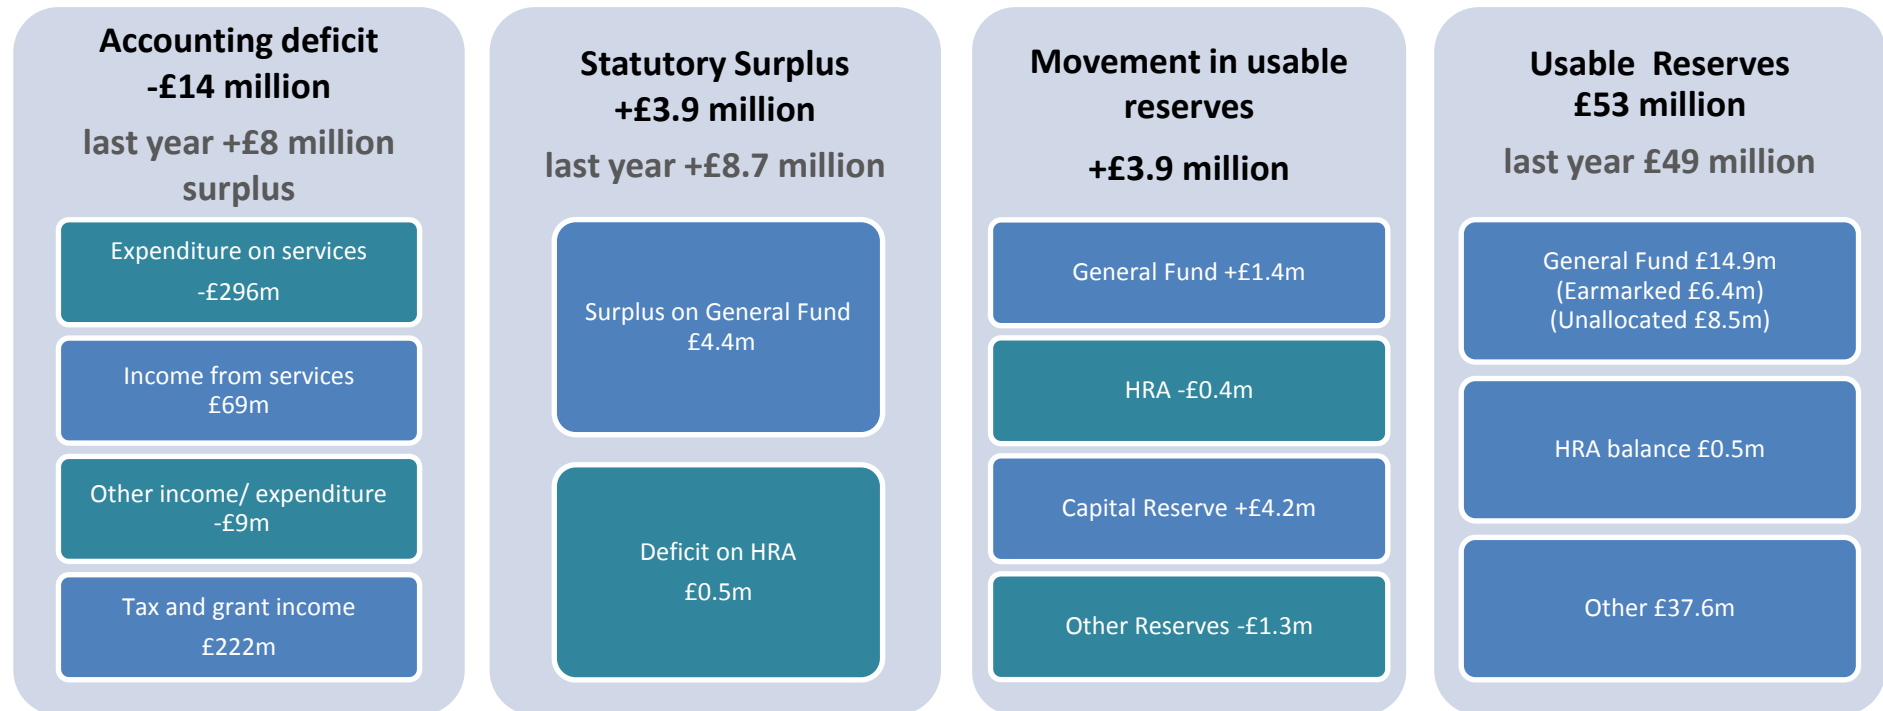 Accounting deficit
-£14 million
last year +£8 million
surplus
Expenditure on services
-£296m
Income from services
£69m
Other income/ expenditure
-£9m
Tax and grant income
£222m
Statutory Surplus
+£3.9 million
last year +£8.7 million
Surplus on General Fund
£4.4m
Deficit on HRA
£0.5m
Movement in usable
reserves
+£3.9 million
General Fund +£1.4m
HRA -£0.4m
Capital Reserve +£4.2m
Other Reserves -£1.3m
Usable Reserves
£53 million
last year £49 million
General Fund £14.9m
(Earmarked £6.4m)
(Unallocated £8.5m)
HRA balance £0.5m
Other £37.6m